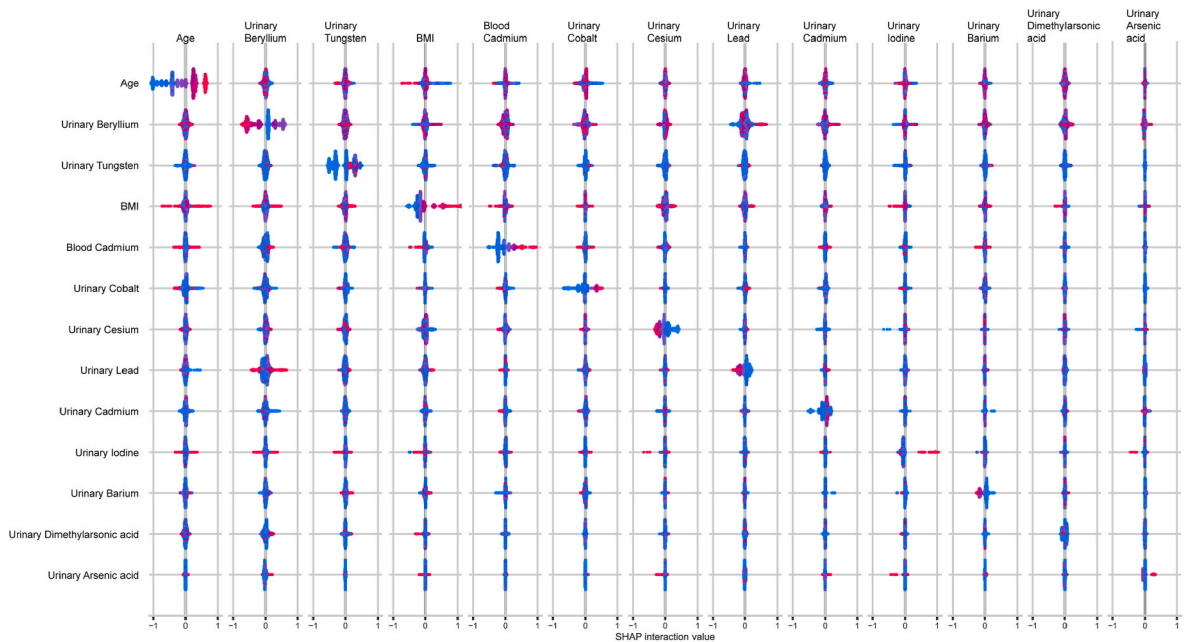 Age
Urinary
Beryllium
Urinary
Tungsten
BMI
Blood
Cadmium
Urinary
Cobalt
Urinary
Cesium
Urinary
Lead
Urinary
Cadmium
Urinary
Iodine
Urinary
Barium
Urinary
Dimethylarsonic
acid
Urinary
Arsenic
acid
Age
Urinary Beryllium
Urinary Tungsten
BMI
Blood Cadmium
Urinary Cobalt
Urinary Cesium
Urinary Lead
Urinary Cadmium
Urinary Iodine
Urinary Barium
Urinary Dimethylarsonic acid
Urinary Arsenic acid
−1 0 1 −1 0 1 −1 0 1 −1 0 1 −1 0 1 −1 0 1 −1 0 1 −1 0 1 −1 0 1 −1 0 1 −1 0 1 −1 0 1 −1 0 1
SHAP interaction value